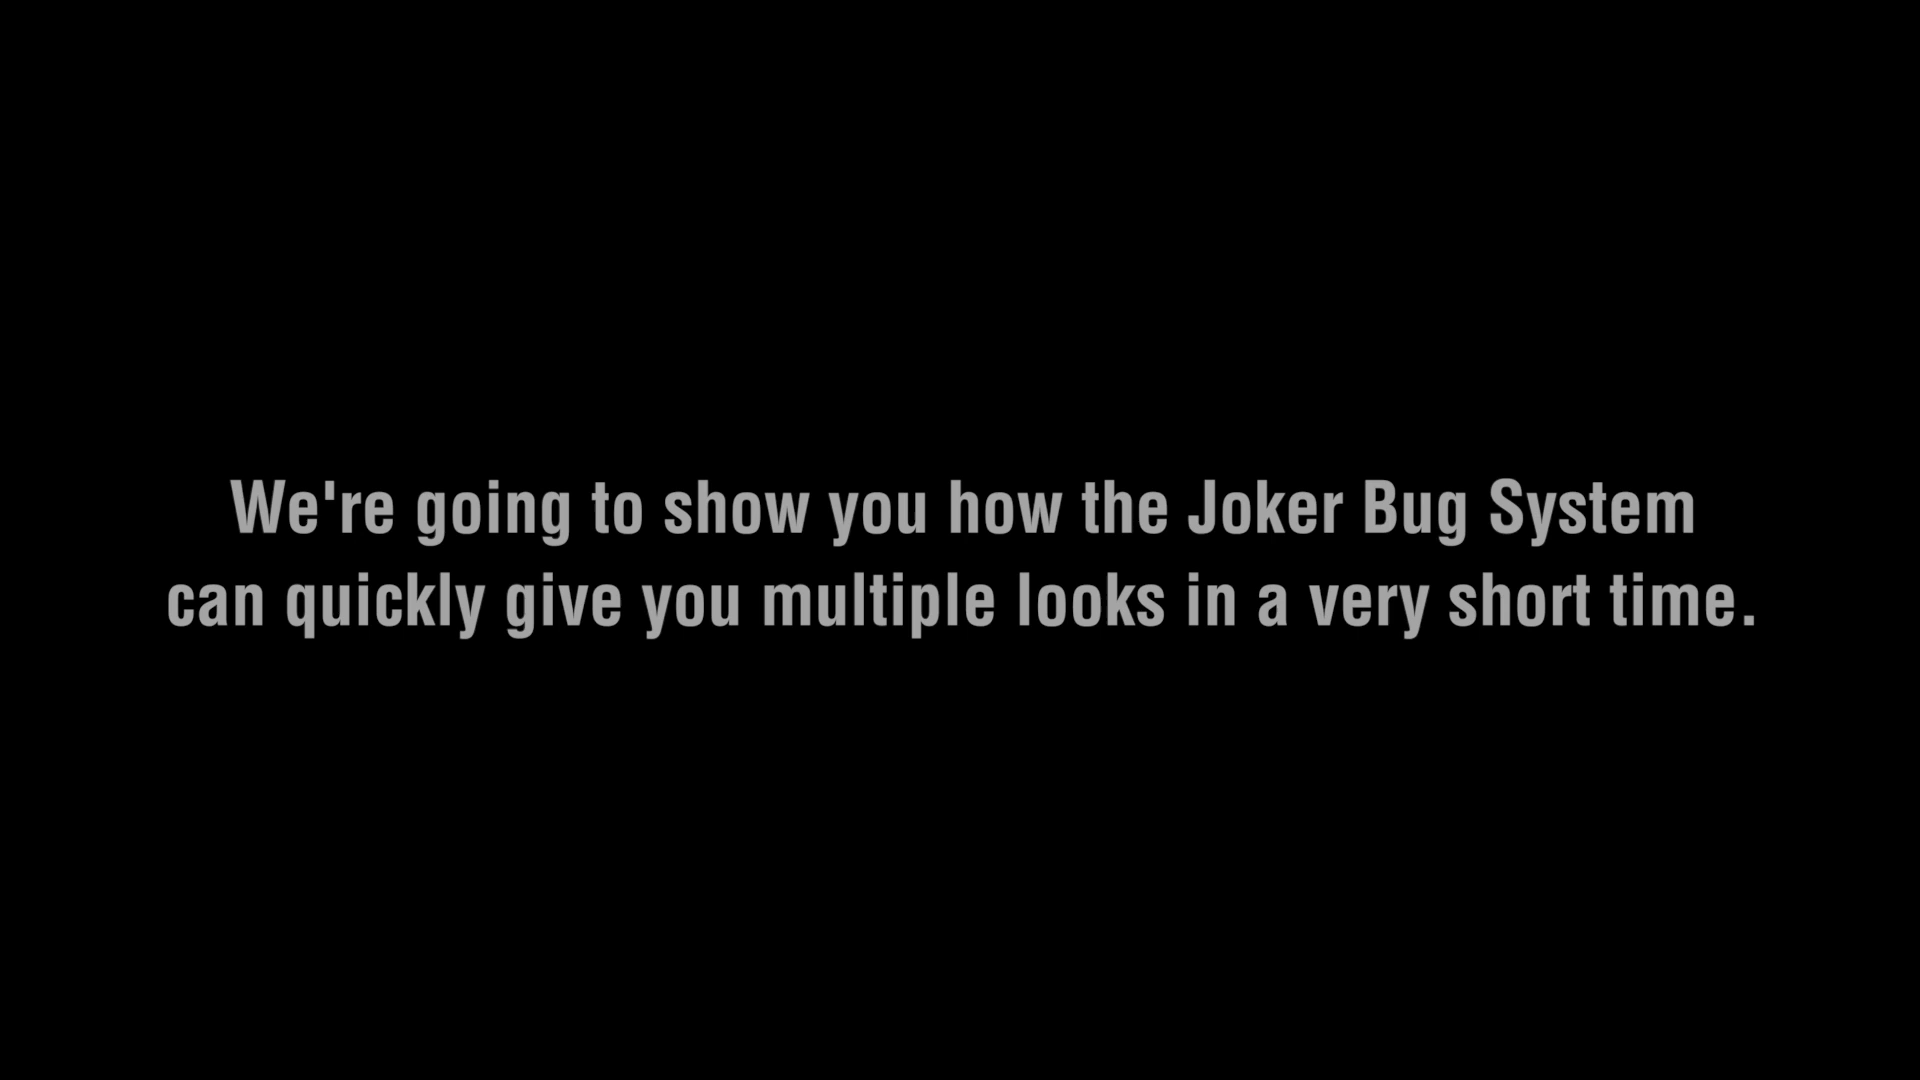 We're going to show you how the Joker Bug System
can quickly give you multiple looks in a very short time.